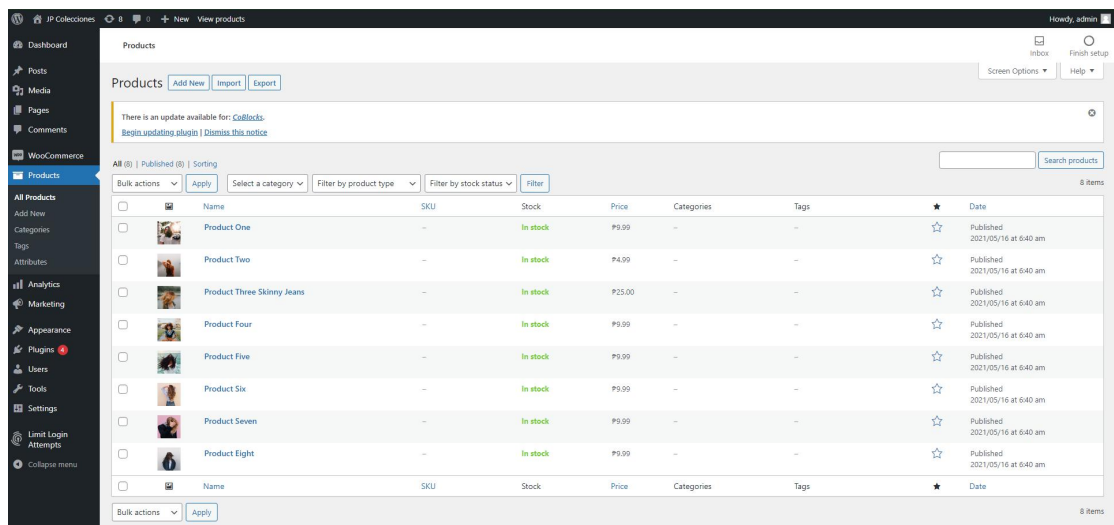 JP Colecciones 8 0 + New View products Howdy, admin
Dashboard
Posts
Media
Pages
Comments
WooCommerce
Products
All Products
Add New
Categories
Tags
Attributes
Analytics
Marketing
Appearance
Plugins 4
Users
Tools
Settings
Limit Login
Attempts
Collapse menu
Products
Inbox Finish setup
Screen Options ▼ Help ▼
Products Add New Import Export
There is an update available for: CoBlocks.
Begin updating plugin | Dismiss this notice
All (8) | Published (8) | Sorting
Search products
Bulk actions Apply Select a category Filter by product type Filter by stock status Filter 8 items
Name SKU Stock Price Categories Tags ★ Date
Product One – In stock ₱9.99 – – Published
2021/05/16 at 6:40 am
Product Two – In stock ₱4.99 – – Published
2021/05/16 at 6:40 am
Product Three Skinny Jeans – In stock ₱25.00 – – Published
2021/05/16 at 6:40 am
Product Four – In stock ₱9.99 – – Published
2021/05/16 at 6:40 am
Product Five – In stock ₱9.99 – – Published
2021/05/16 at 6:40 am
Product Six – In stock ₱9.99 – – Published
2021/05/16 at 6:40 am
Product Seven – In stock ₱9.99 – – Published
2021/05/16 at 6:40 am
Product Eight – In stock ₱9.99 – – Published
2021/05/16 at 6:40 am
Name SKU Stock Price Categories Tags ★ Date
Bulk actions Apply 8 items